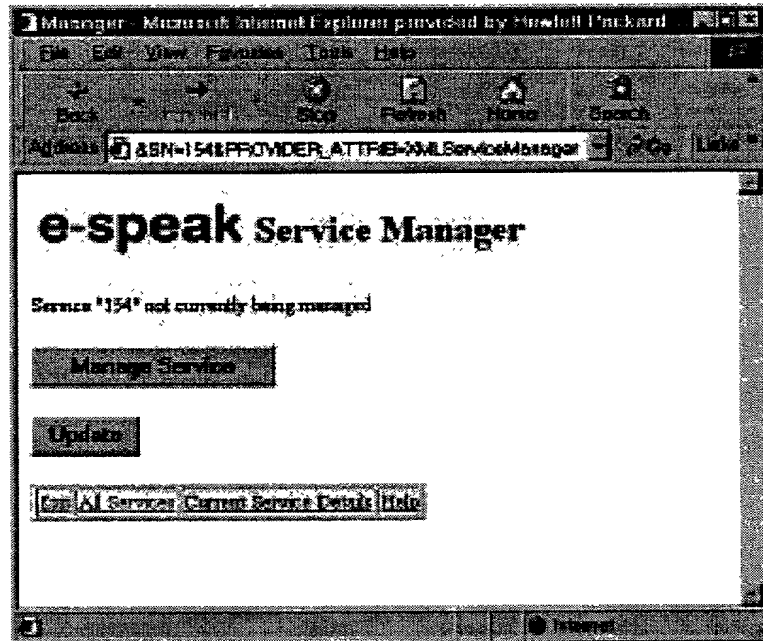 Manager - Microsoft Internet Explorer provided by Hewlett Packard
File Edit View Favorites Tools Help
Back Stop Refresh Home Search
Address &SN=154&PROVIDER_ATTRIB=XMLServiceManager Go Links
e-speak Service Manager
Service "154" not currently being managed
Manage Service
Update
Top All Services Current Service Details Help
Internet